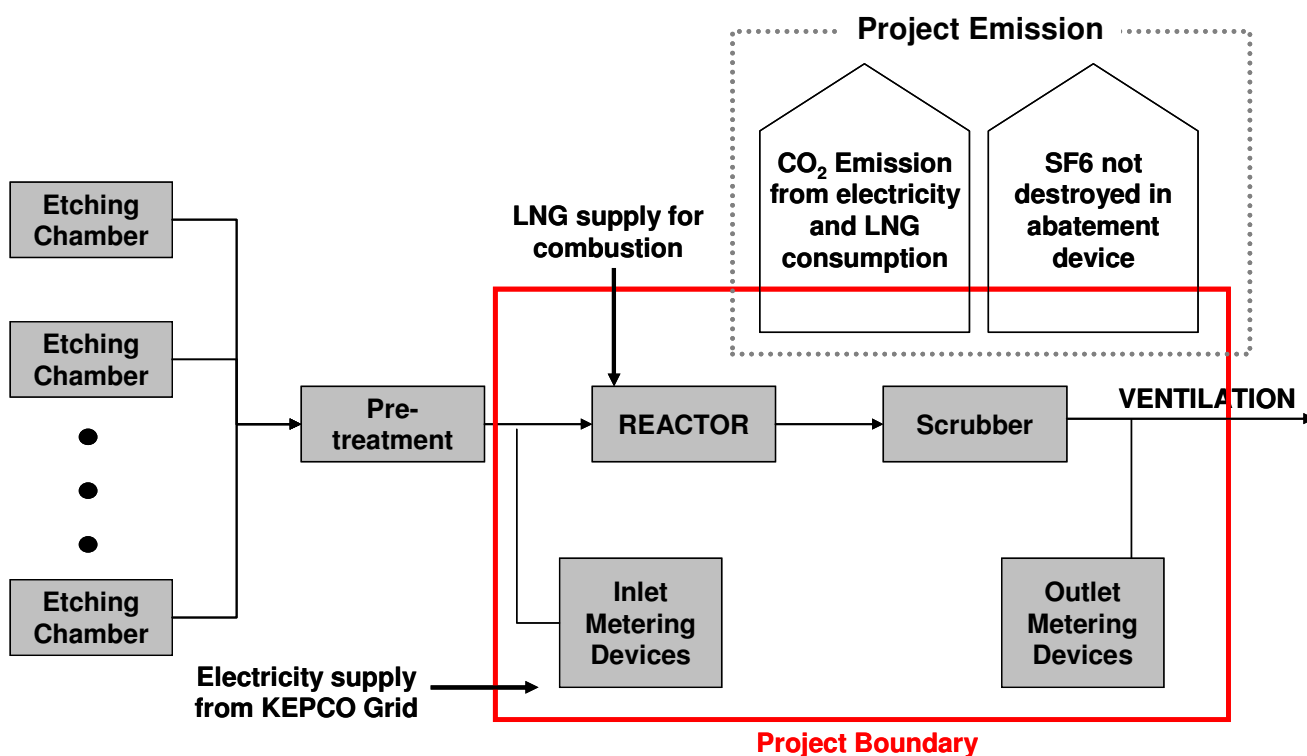 Project Emission
CO₂ Emission
from electricity
and LNG
consumption
SF6 not
destroyed in
abatement
device
LNG supply for
combustion
Etching
Chamber
Etching
Chamber
Etching
Chamber
Pre-
treatment
REACTOR
Scrubber
VENTILATION
Inlet
Metering
Devices
Outlet
Metering
Devices
Electricity supply
from KEPCO Grid
Project Boundary